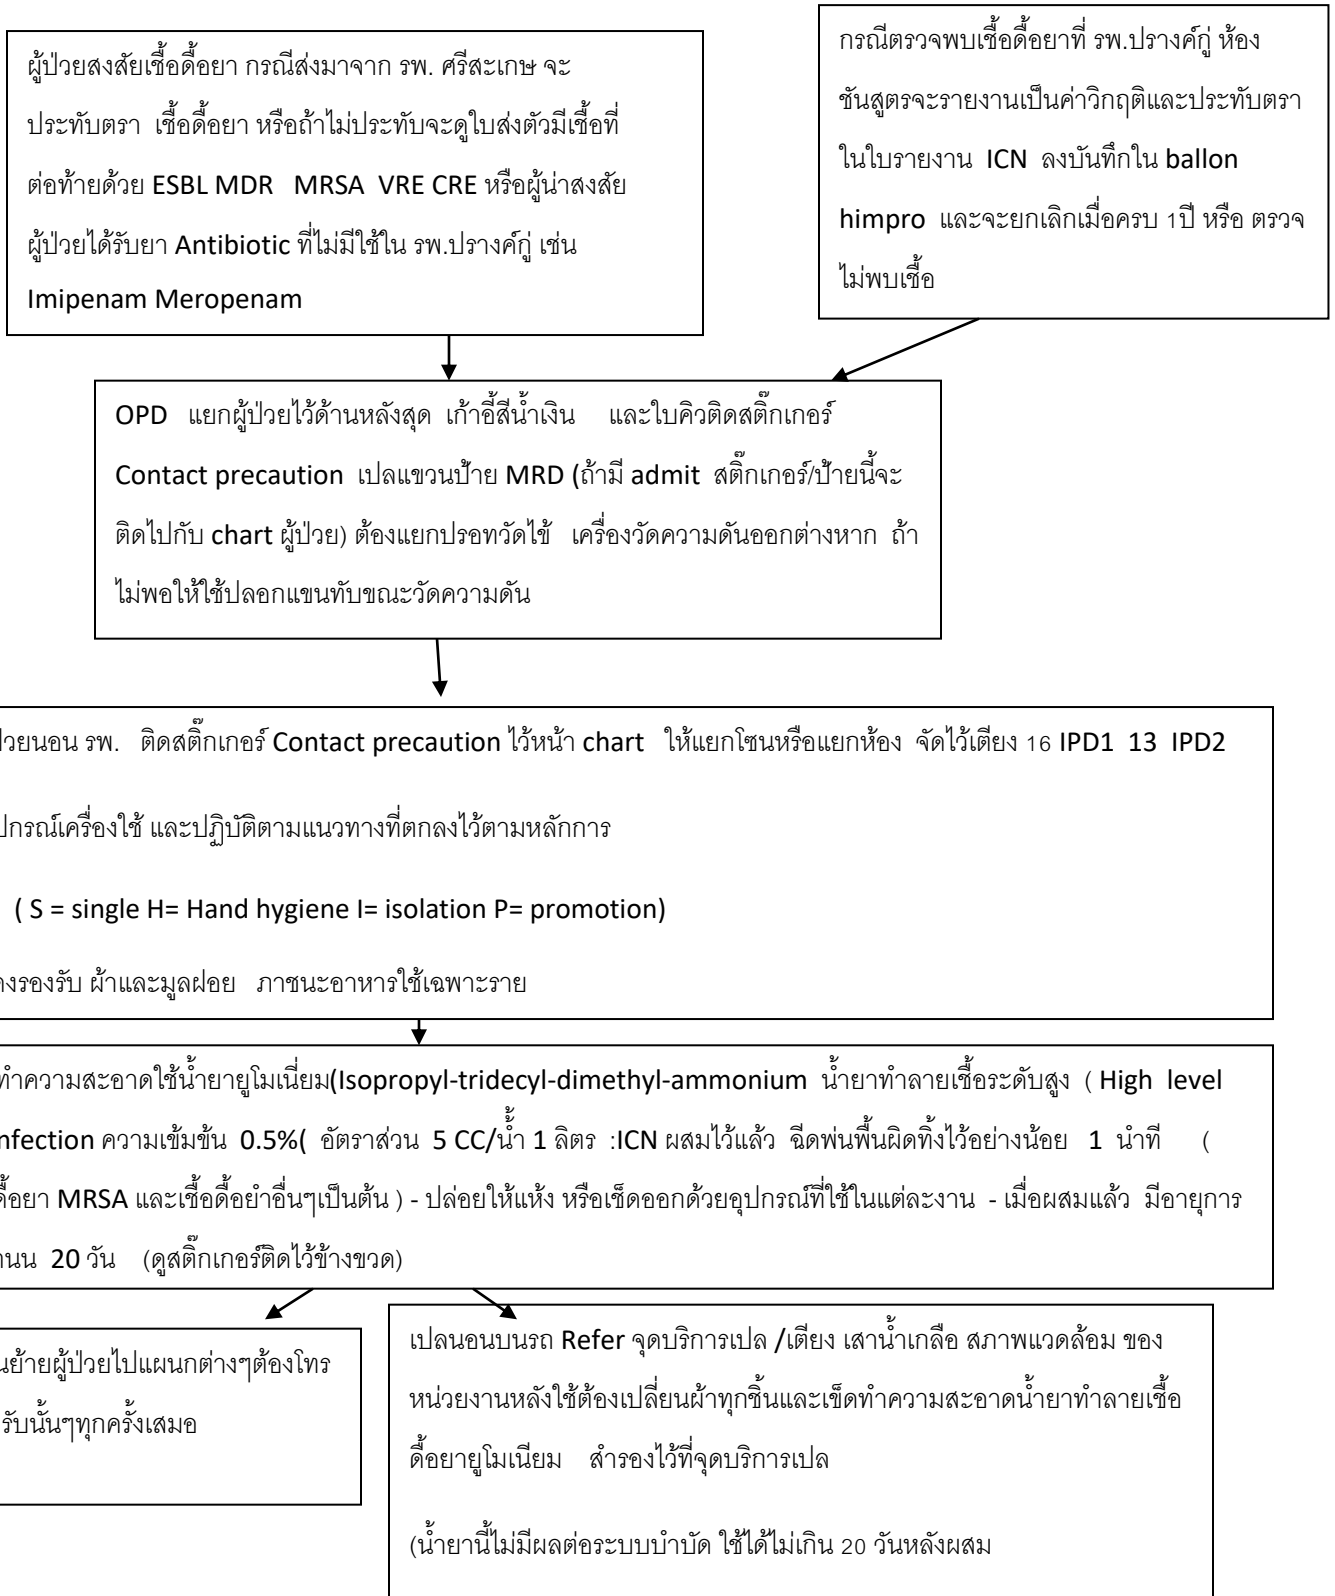 ผู้ป่วยสงสัยเชื้อดื้อยา กรณีส่งมาจาก รพ. ศรีสะเกษ จะ
ประทับตรา เชื้อดื้อยา หรือถ้าไม่ประทับจะดูใบส่งตัวมีเชื้อที่
ต่อท้ายด้วย ESBL MDR MRSA VRE CRE หรือผู้น่าสงสัย
ผู้ป่วยได้รับยา Antibiotic ที่ไม่มีใช้ใน รพ.ปรางค์กู่ เช่น
Imipenam Meropenam
กรณีตรวจพบเชื้อดื้อยาที่ รพ.ปรางค์กู่ ห้อง
ชันสูตรจะรายงานเป็นค่าวิกฤติและประทับตรา
ในใบรายงาน ICN ลงบันทึกใน ballon
himpro และจะยกเลิกเมื่อครบ 1ปี หรือ ตรวจ
ไม่พบเชื้อ
OPD แยกผู้ป่วยไว้ด้านหลังสุด เก้าอี้สีน้ำเงิน และใบคิวติดสติ๊กเกอร์
Contact precaution เปลแขวนป้าย MRD (ถ้ามี admit สติ๊กเกอร์/ป้ายนี้จะ
ติดไปกับ chart ผู้ป่วย) ต้องแยกปรอทวัดไข้ เครื่องวัดความดันออกต่างหาก ถ้า
ไม่พอให้ใช้ปลอกแขนทับขณะวัดความดัน
ป่วยนอน รพ. ติดสติ๊กเกอร์ Contact precaution ไว้หน้า chart ให้แยกโซนหรือแยกห้อง จัดไว้เตียง 16 IPD1 13 IPD2
ปกรณ์เครื่องใช้ และปฏิบัติตามแนวทางที่ตกลงไว้ตามหลักการ
( S = single H= Hand hygiene I= isolation P= promotion)
งรองรับ ผ้าและมูลฝอย ภาชนะอาหารใช้เฉพาะราย
ทำความสะอาดใช้น้ำยายูโมเนี่ยม(Isopropyl-tridecyl-dimethyl-ammonium น้ำยาทำลายเชื้อระดับสูง ( High level
nfection ความเข้มข้น 0.5%( อัตราส่วน 5 CC/น้ำ 1 ลิตร :ICN ผสมไว้แล้ว ฉีดพ่นพื้นผิดทิ้งไว้อย่างน้อย 1 นำที (
ดื้อยา MRSA และเชื้อดื้อยำอื่นๆเป็นต้น ) - ปล่อยให้แห้ง หรือเช็ดออกด้วยอุปกรณ์ที่ใช้ในแต่ละงาน - เมื่อผสมแล้ว มีอายุการ
นน 20 วัน (ดูสติ๊กเกอร์ติดไว้ข้างขวด)
นย้ายผู้ป่วยไปแผนกต่างๆต้องโทร
รับนั้นๆทุกครั้งเสมอ
เปลนอนบนรถ Refer จุดบริการเปล /เตียง เสาน้ำเกลือ สภาพแวดล้อม ของ
หน่วยงานหลังใช้ต้องเปลี่ยนผ้าทุกชิ้นและเช็ดทำความสะอาดน้ำยาทำลายเชื้อ
ดื้อยายูโมเนียม สำรองไว้ที่จุดบริการเปล
(น้ำยานี้ไม่มีผลต่อระบบบำบัด ใช้ได้ไม่เกิน 20 วันหลังผสม